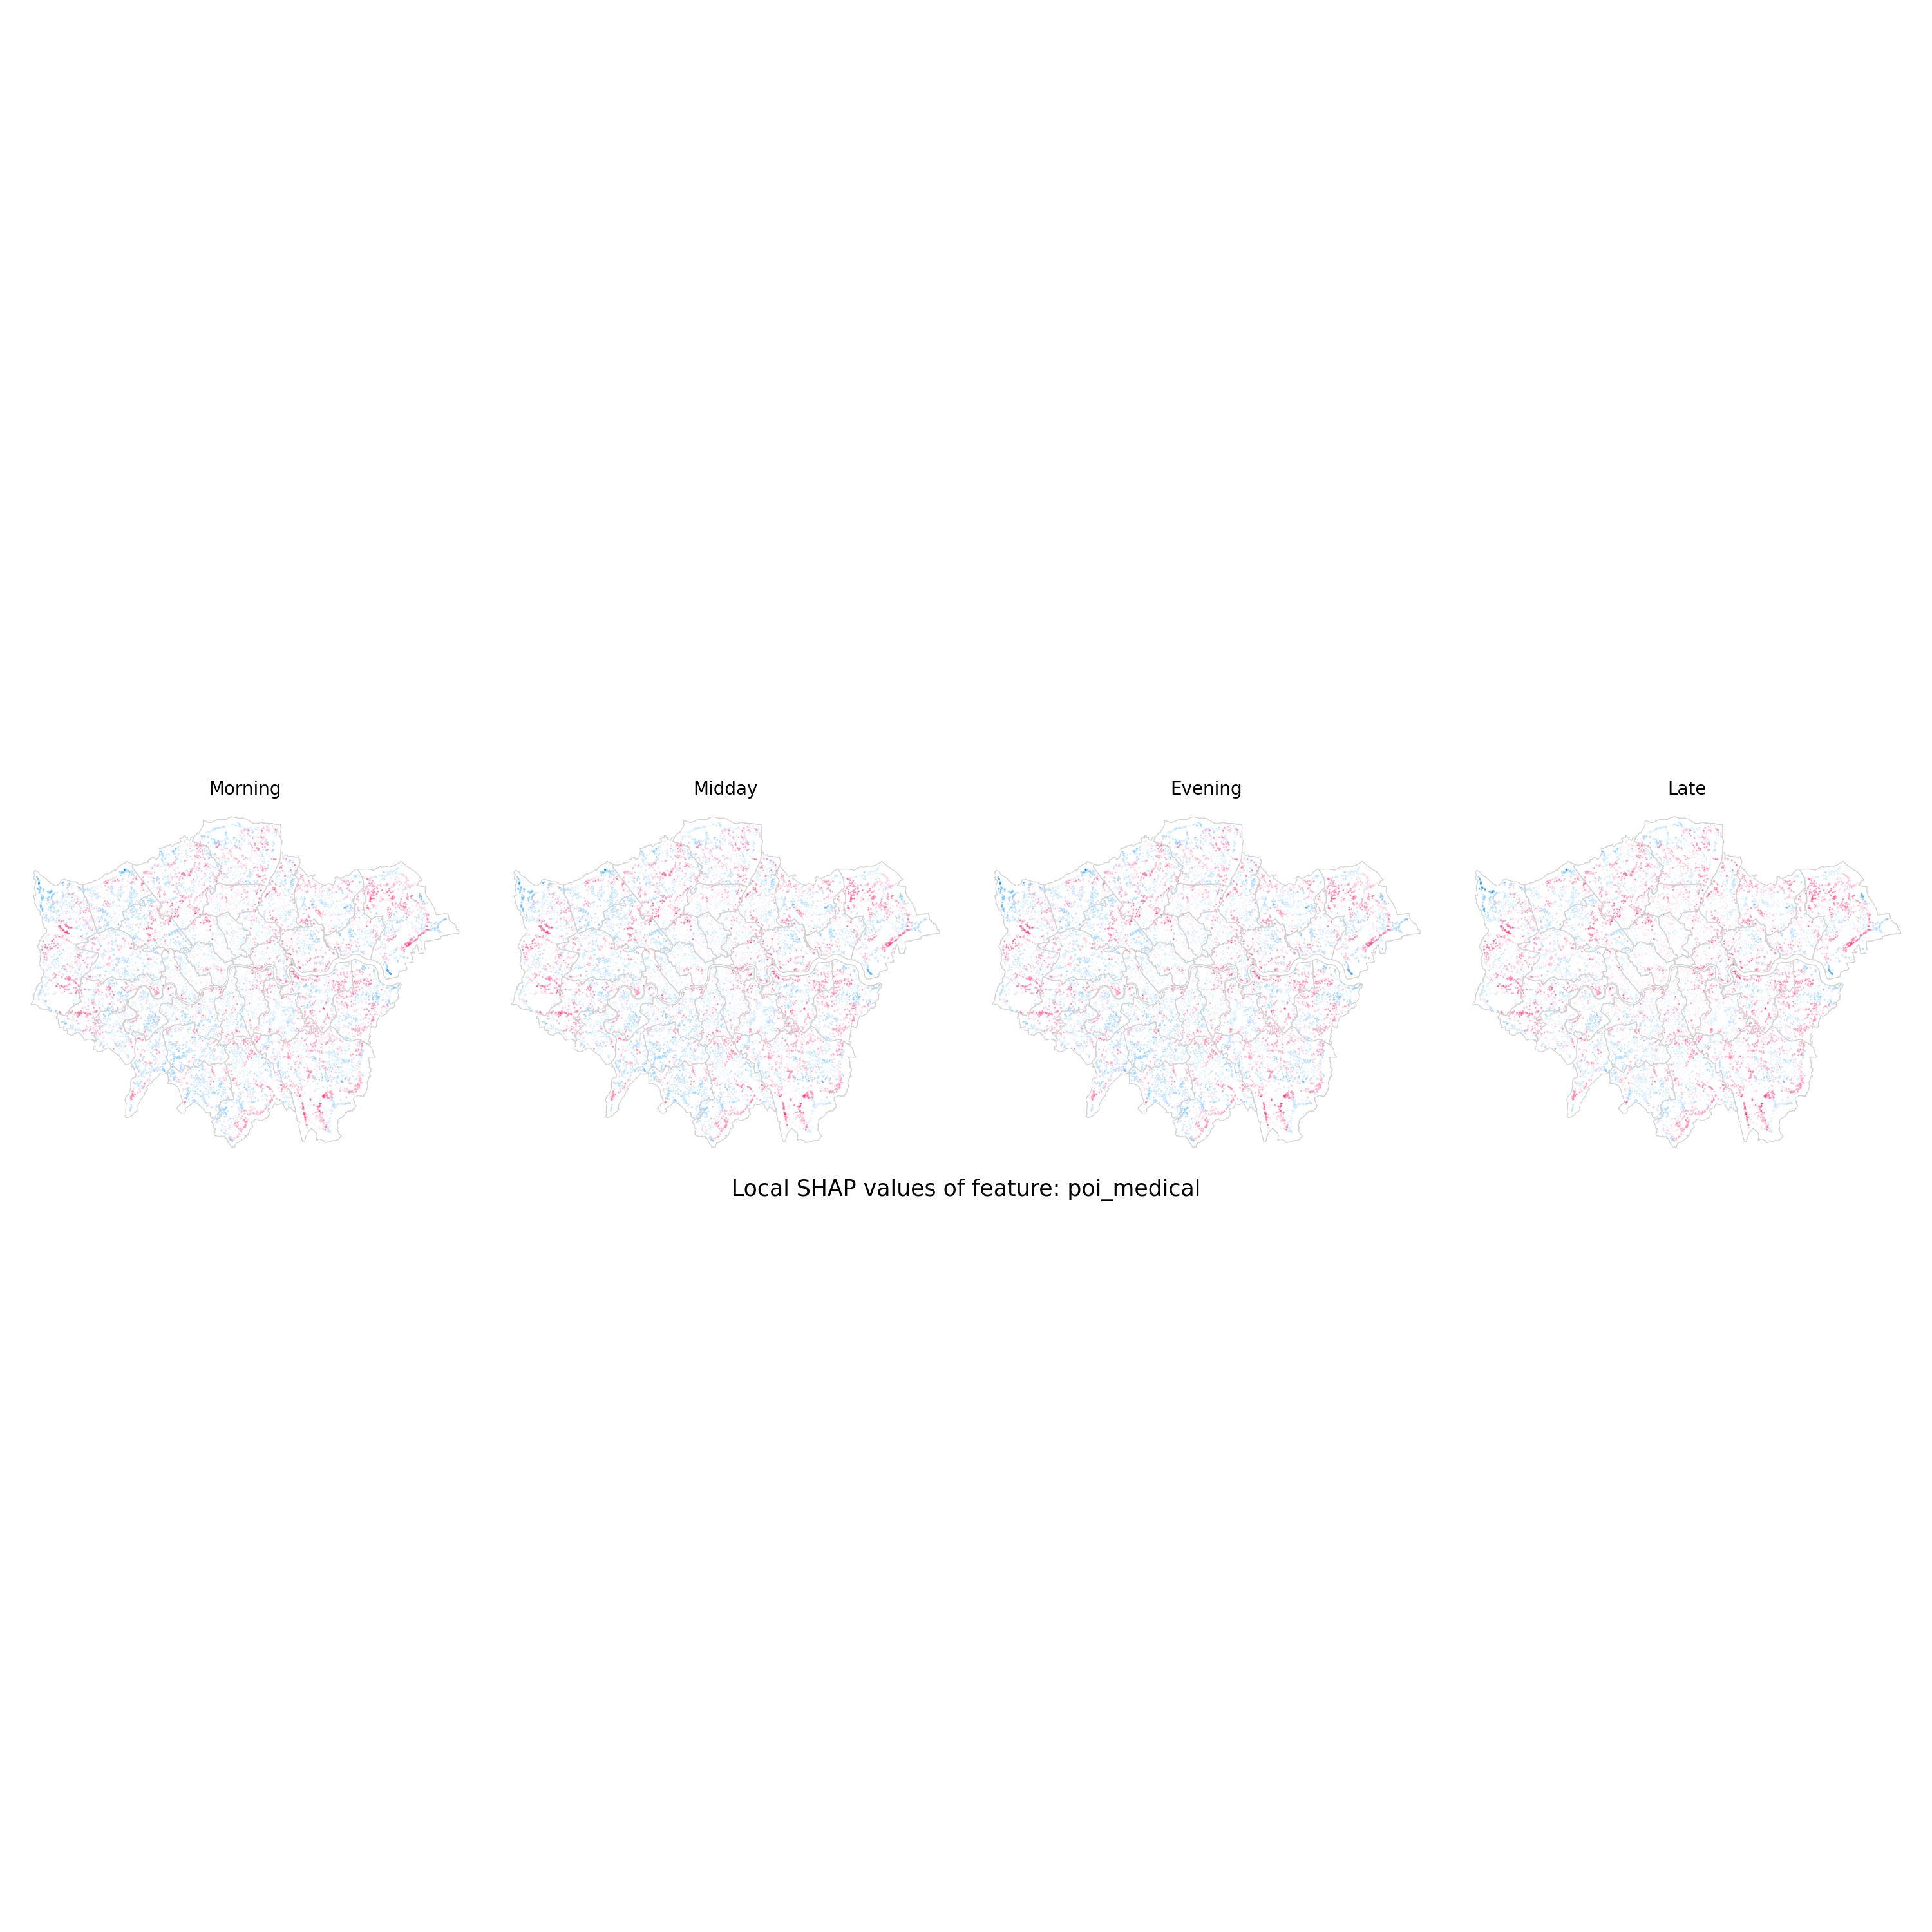 Morning
Midday
Evening
Late
Local SHAP values of feature: poi_medical